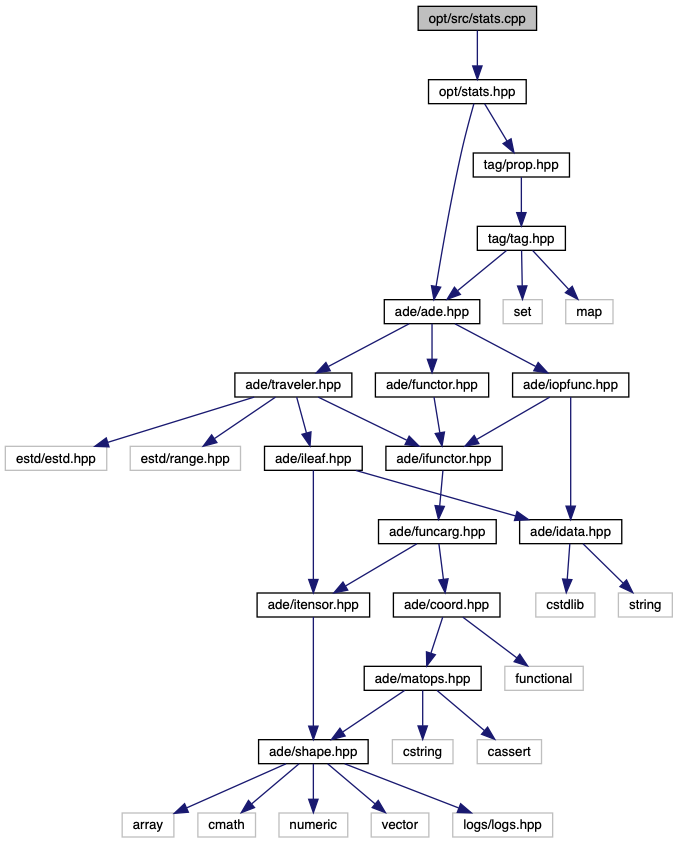 opt/src/stats.cpp
opt/stats.hpp
tag/prop.hpp
tag/tag.hpp
ade/ade.hpp
set
map
ade/traveler.hpp
ade/functor.hpp
ade/iopfunc.hpp
estd/estd.hpp
estd/range.hpp
ade/ileaf.hpp
ade/ifunctor.hpp
ade/funcarg.hpp
ade/idata.hpp
ade/itensor.hpp
ade/coord.hpp
cstdlib
string
ade/matops.hpp
functional
ade/shape.hpp
cstring
cassert
array
cmath
numeric
vector
logs/logs.hpp